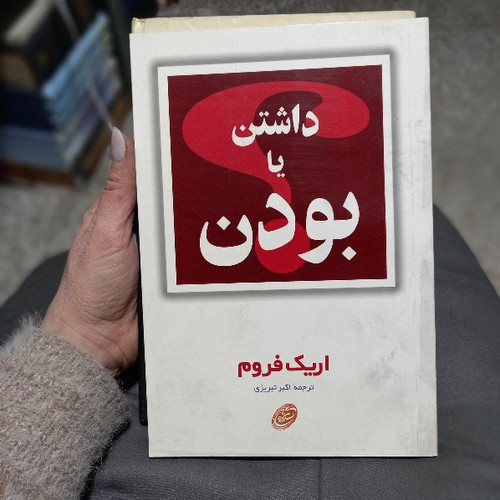 داشتن
یا
بودن
اریک فروم
ترجمهٔ اکبر تبریزی